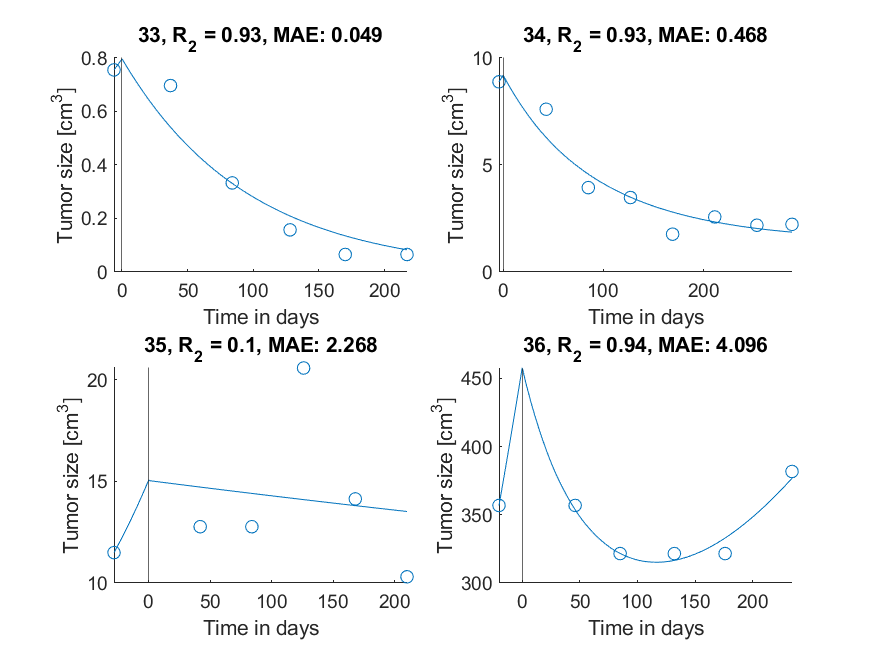 33, R2 = 0.93, MAE: 0.049
0.8
0.6
0.4
0.2
0
Tumor size [cm3]
0 50 100 150 200
Time in days
34, R2 = 0.93, MAE: 0.468
10
5
0
Tumor size [cm3]
0 100 200
Time in days
35, R2 = 0.1, MAE: 2.268
20
15
10
Tumor size [cm3]
0 50 100 150 200
Time in days
36, R2 = 0.94, MAE: 4.096
450
400
350
300
Tumor size [cm3]
0 50 100 150 200
Time in days